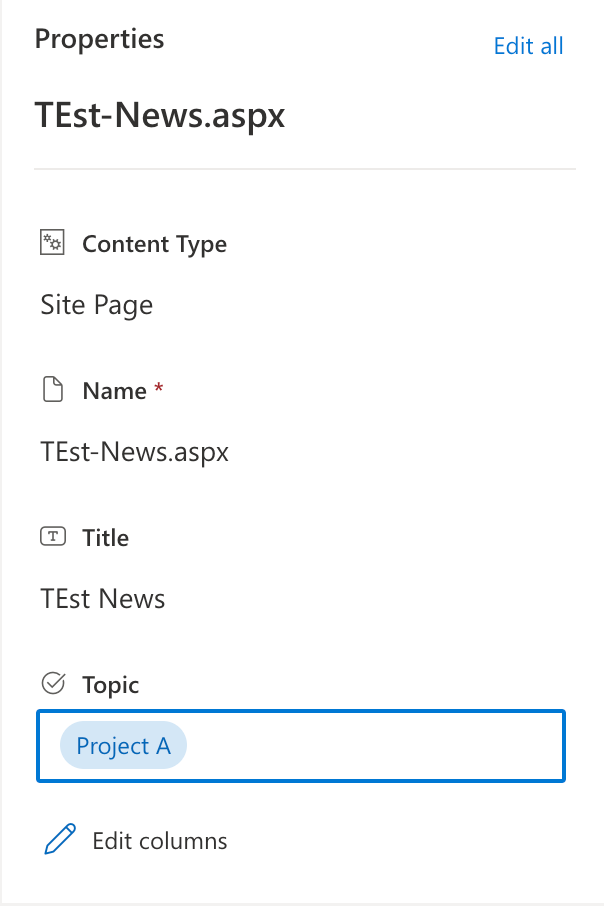 Properties
Edit all
TEst-News.aspx
Content Type
Site Page
Name *
TEst-News.aspx
T Title
TEst News
Topic
Project A
Edit columns